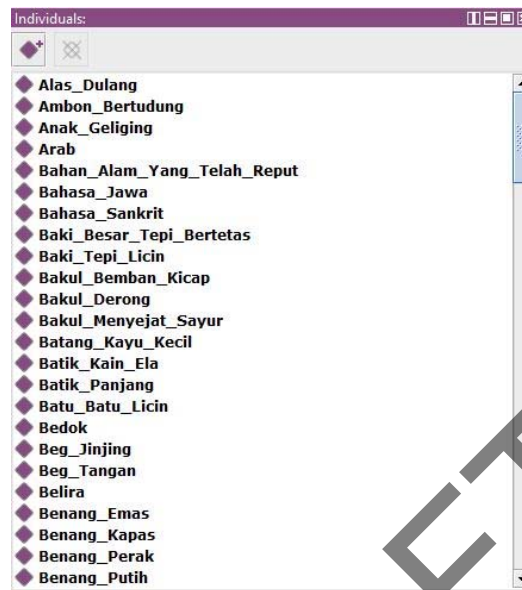 Individuals:
Alas_Dulang
Ambon_Bertudung
Anak_Geliging
Arab
Bahan_Alam_Yang_Telah_Reput
Bahasa_Jawa
Bahasa_Sankrit
Baki_Besar_Tepi_Bertetas
Baki_Tepi_Licin
Bakul_Bemban_Kicap
Bakul_Derong
Bakul_Menyejat_Sayur
Batang_Kayu_Kecil
Batik_Kain_Ela
Batik_Panjang
Batu_Batu_Licin
Bedok
Beg_Jinjing
Beg_Tangan
Belira
Benang_Emas
Benang_Kapas
Benang_Perak
Benang_Putih